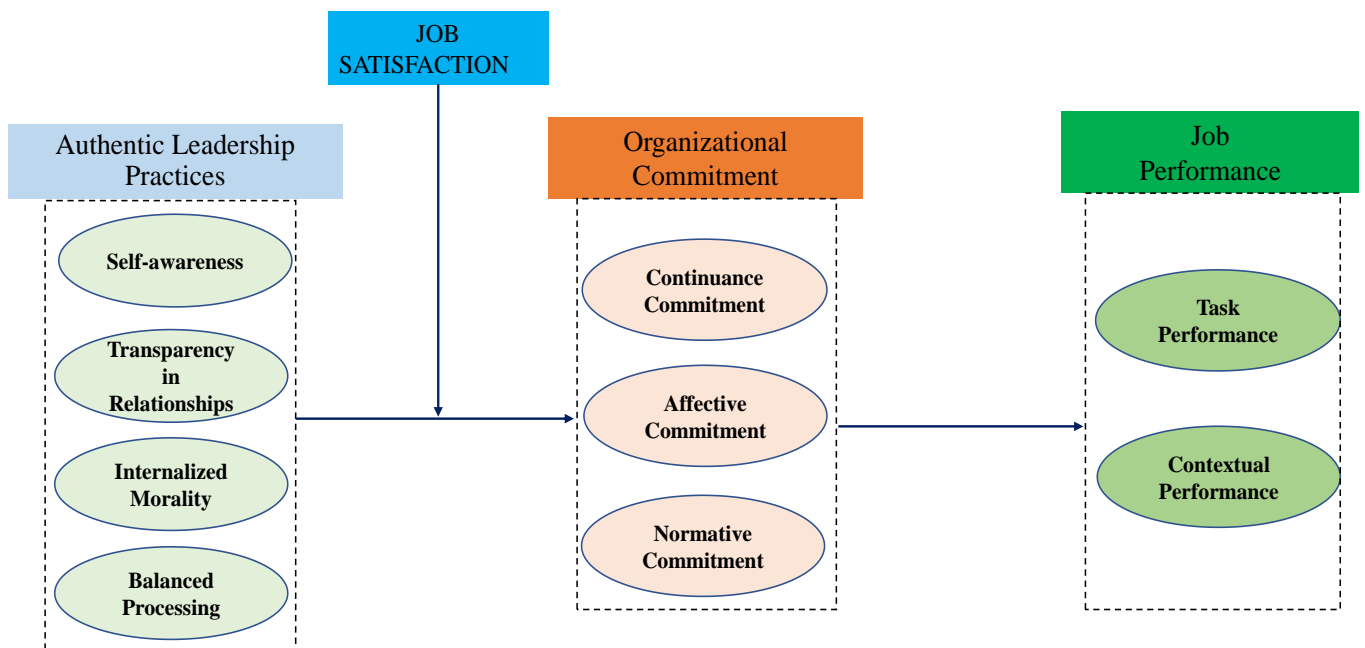 JOB
SATISFACTION
Authentic Leadership
Practices
Self-awareness
Transparency
in
Relationships
Internalized
Morality
Balanced
Processing
Organizational
Commitment
Continuance
Commitment
Affective
Commitment
Normative
Commitment
Job
Performance
Task
Performance
Contextual
Performance